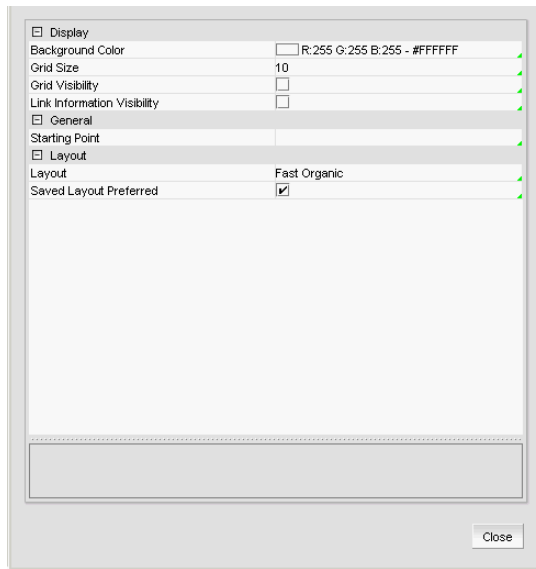 Display
Background Color R:255 G:255 B:255 - #FFFFFF
Grid Size 10
Grid Visibility
Link Information Visibility
General
Starting Point
Layout
Layout Fast Organic
Saved Layout Preferred
Close